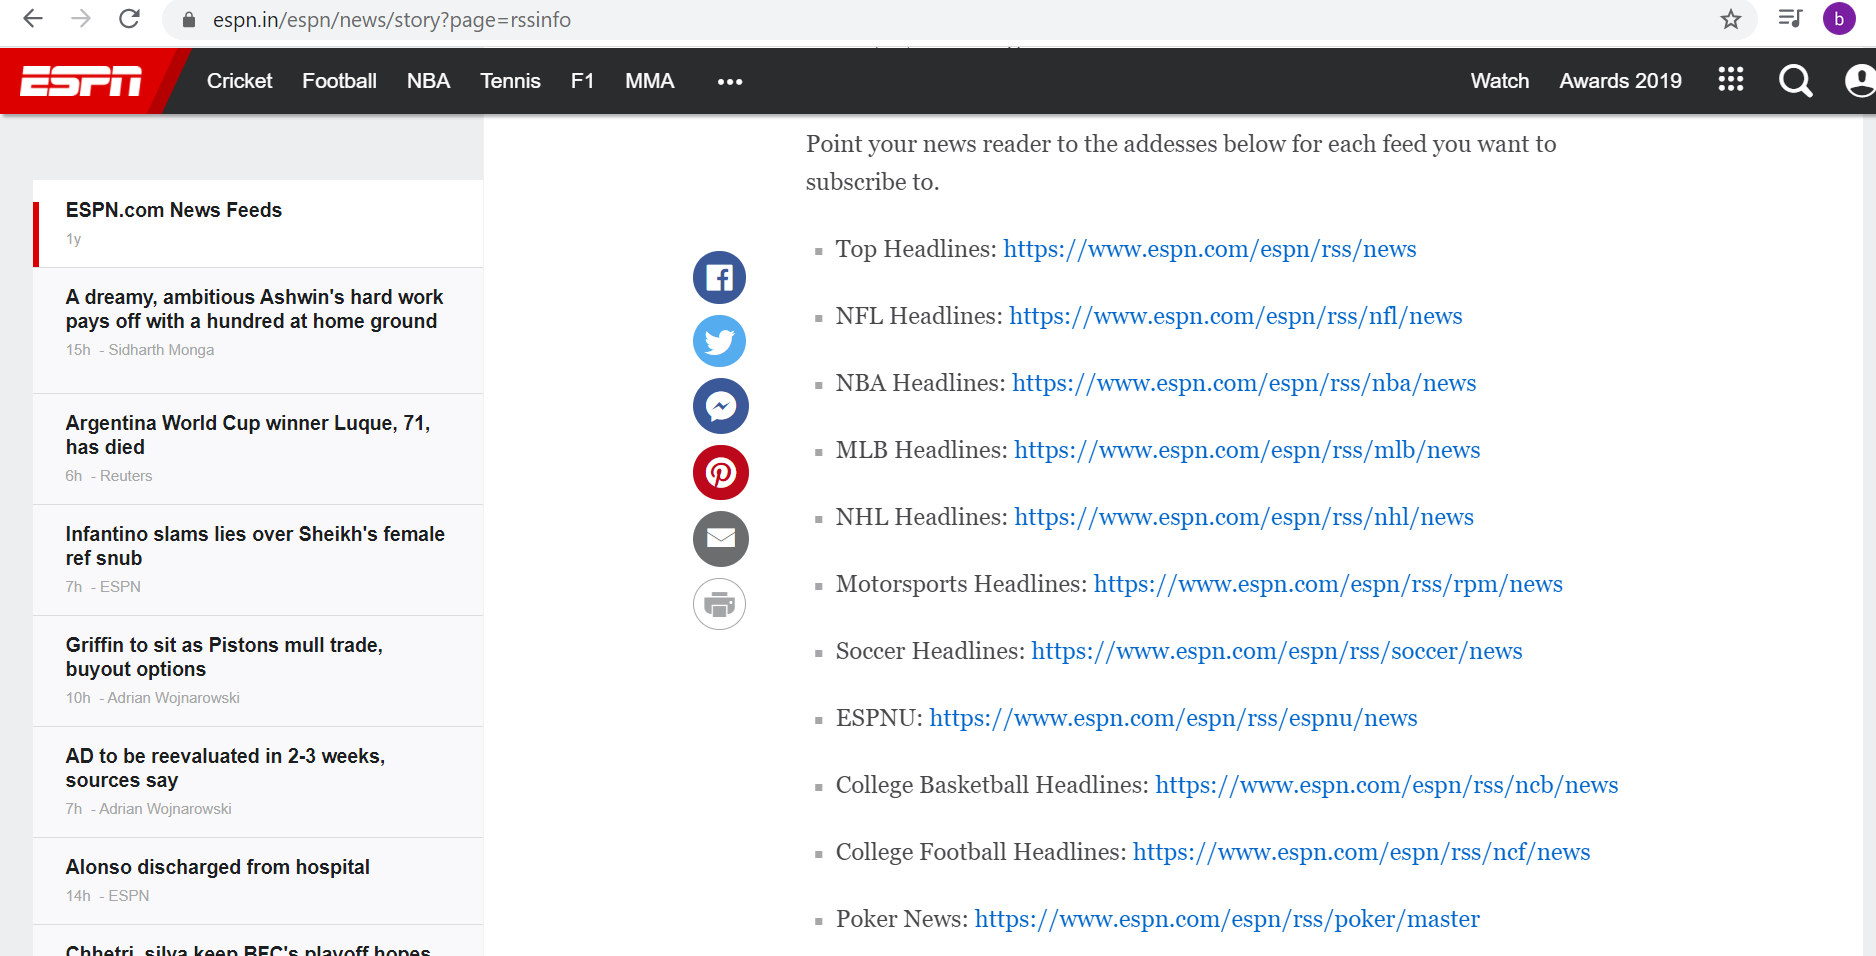 espn.in/espn/news/story?page=rssinfo
b
ESPN
Cricket
Football
NBA
Tennis
F1
MMA
•••
Watch
Awards 2019
ESPN.com News Feeds
1y
A dreamy, ambitious Ashwin's hard work
pays off with a hundred at home ground
15h - Sidharth Monga
Argentina World Cup winner Luque, 71,
has died
6h - Reuters
Infantino slams lies over Sheikh's female
ref snub
7h - ESPN
Griffin to sit as Pistons mull trade,
buyout options
10h - Adrian Wojnarowski
AD to be reevaluated in 2-3 weeks,
sources say
7h - Adrian Wojnarowski
Alonso discharged from hospital
14h - ESPN
Chhetri, silva keep BFC's playoff hopes
Point your news reader to the addesses below for each feed you want to
subscribe to.
Top Headlines: https://www.espn.com/espn/rss/news
NFL Headlines: https://www.espn.com/espn/rss/nfl/news
NBA Headlines: https://www.espn.com/espn/rss/nba/news
MLB Headlines: https://www.espn.com/espn/rss/mlb/news
NHL Headlines: https://www.espn.com/espn/rss/nhl/news
Motorsports Headlines: https://www.espn.com/espn/rss/rpm/news
Soccer Headlines: https://www.espn.com/espn/rss/soccer/news
ESPNU: https://www.espn.com/espn/rss/espnu/news
College Basketball Headlines: https://www.espn.com/espn/rss/ncb/news
College Football Headlines: https://www.espn.com/espn/rss/ncf/news
Poker News: https://www.espn.com/espn/rss/poker/master